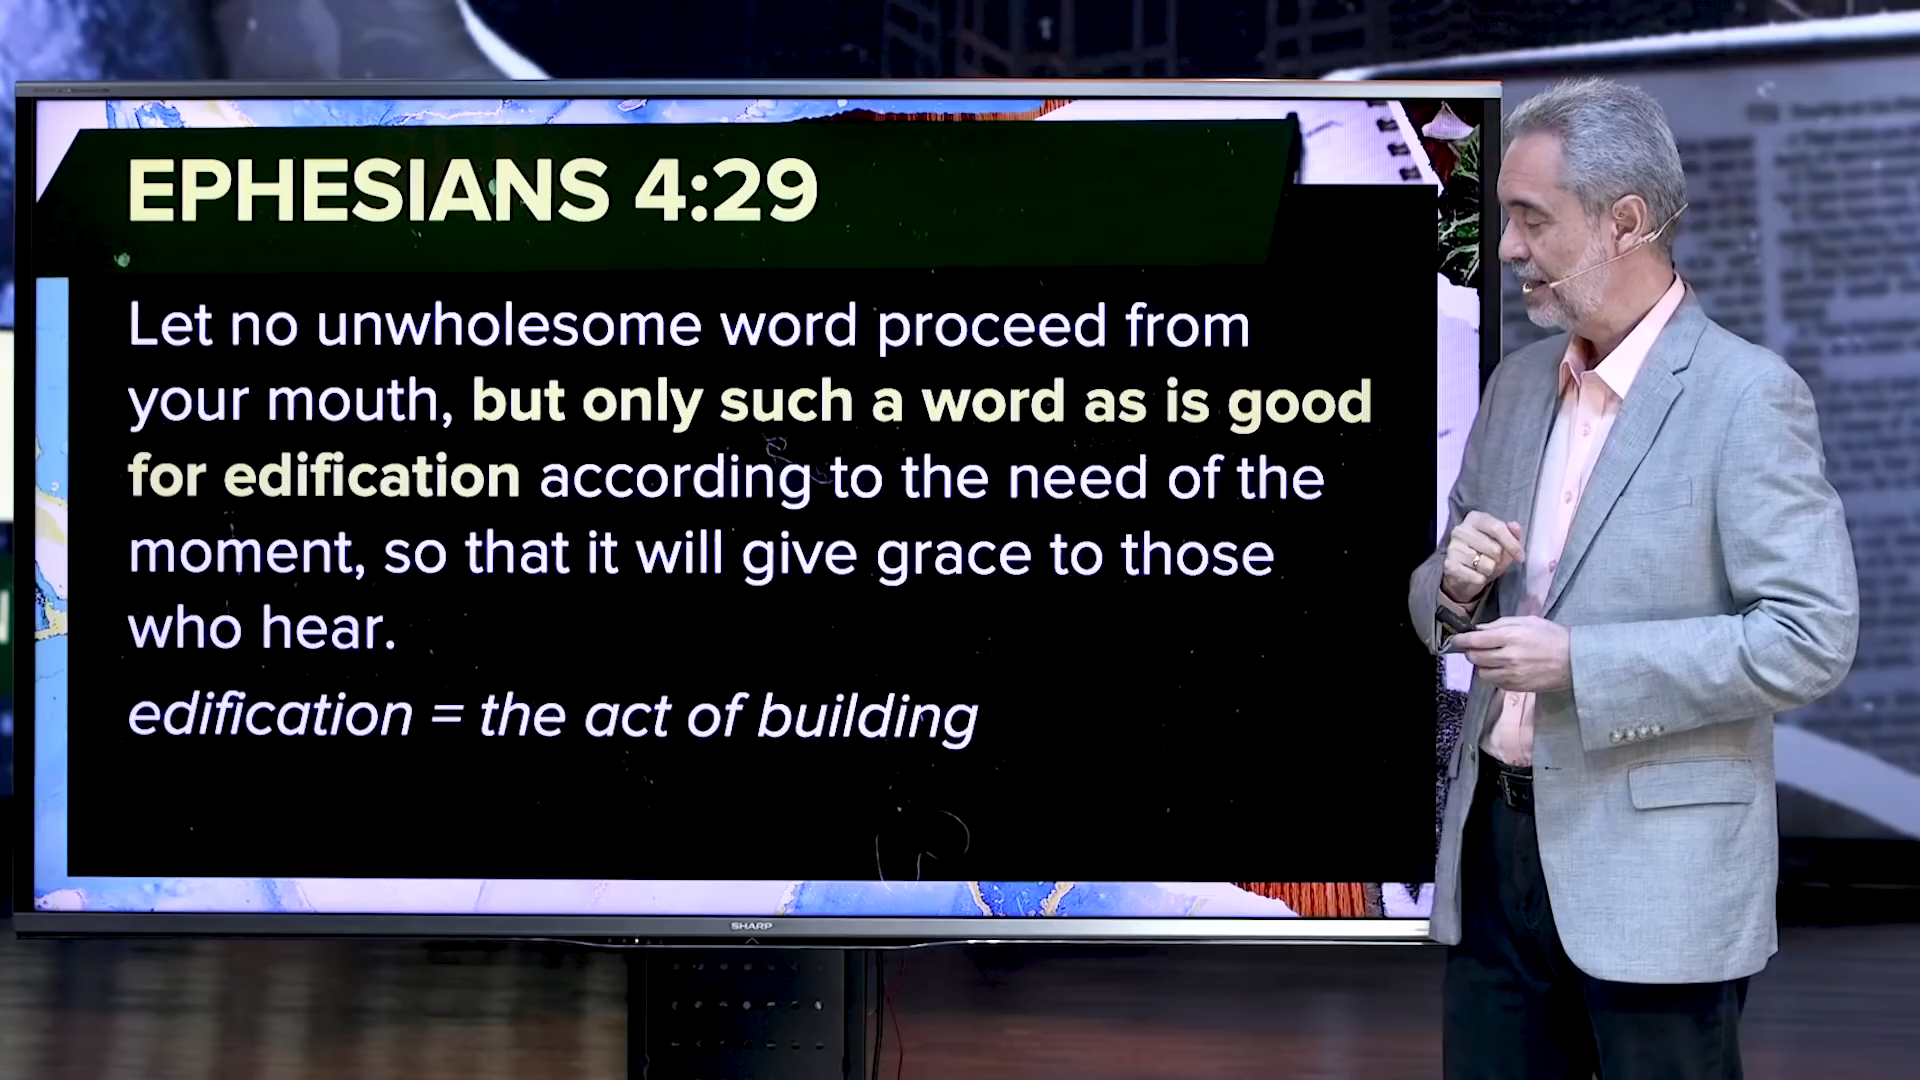 EPHESIANS 4:29
Let no unwholesome word proceed from
your mouth, but only such a word as is good
for edification according to the need of the
moment, so that it will give grace to those
who hear.
edification = the act of building
SHARP